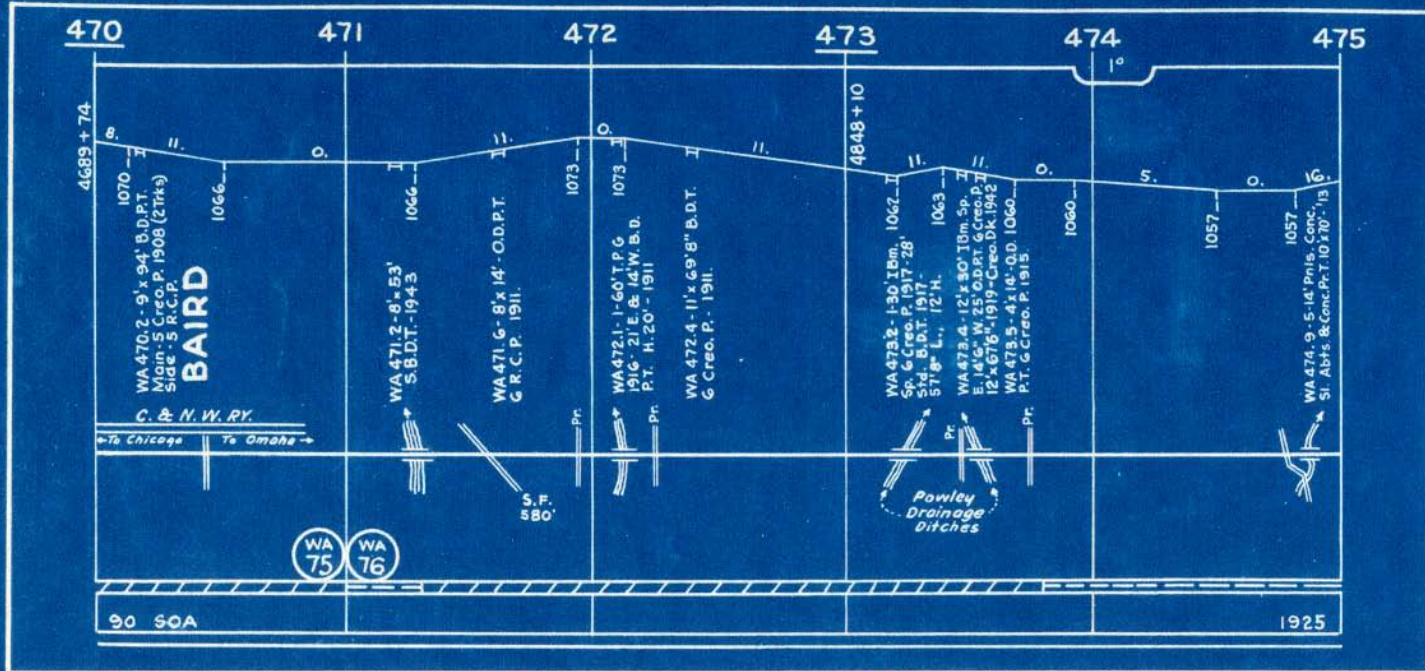 470 471 472 473 474 475
1°
4689 + 74
4848 + 10
8. 11. 0. 11. 0. 11. 11. 11. 0. 5. 0. 16.
1070
1066
1066
1073
1073
1062
1063
1060
1060
1057
1057
WA 470.2 - 9' x 94' B.D.P.T.
Main - 5 Creo. P. 1908 (2Trks)
Side - 5 R.C.P.
BAIRD
WA 471.2 - 8' x 53'
S.B.D.T. - 1943
WA 471.6 - 8' x 14' - O.D.P.T.
6 R.C.P. 1911.
WA 472.1 - 1-60' T.P.G
1916 - 21' E. & 14' W. B.D.
P.T. H. 20' - 1911
WA 472.4 - 11' x 69'8" B.D.T.
6 Creo. P. - 1911.
WA 473.2 - 1-30' I Bm.
Sp. 6 Creo. P. 1917 - 28'
Std. B.D.T. 1917 -
57'8" L., 12' H.
WA 473.4 - 12' x 30' I Bm. Sp.
E. 14'6" W. 25' O.D.P.T. 6 Creo. P.
12' x 67'6" - 1919 - Creo. Dk. 1942
WA 473.5 - 4' x 14' - O.D.
P.T. 6 Creo. P. 1915.
WA 474.9 - 5-14' Pnls. Conc.
Sl. Abts. & Conc. P.T. 10' x 70' - '13
C. & N. W. RY.
To Chicago To Omaha
Pr.
Pr.
Pr.
Pr.
S.F.
580'
Powley
Drainage
Ditches
WA
75
WA
76
90 SOA 1925